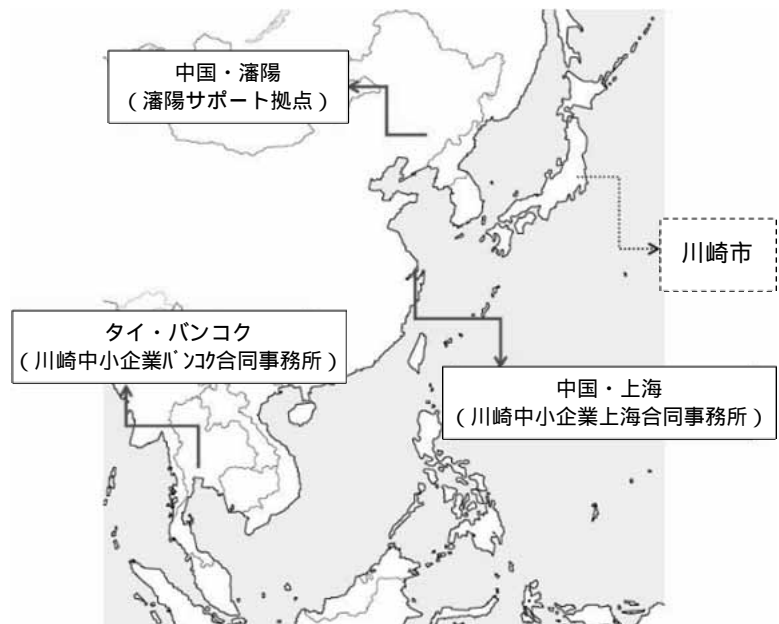 中国・瀋陽
（瀋陽サポート拠点）
川崎市
タイ・バンコク
（川崎中小企業ﾊﾞﾝｺｸ合同事務所）
中国・上海
（川崎中小企業上海合同事務所）